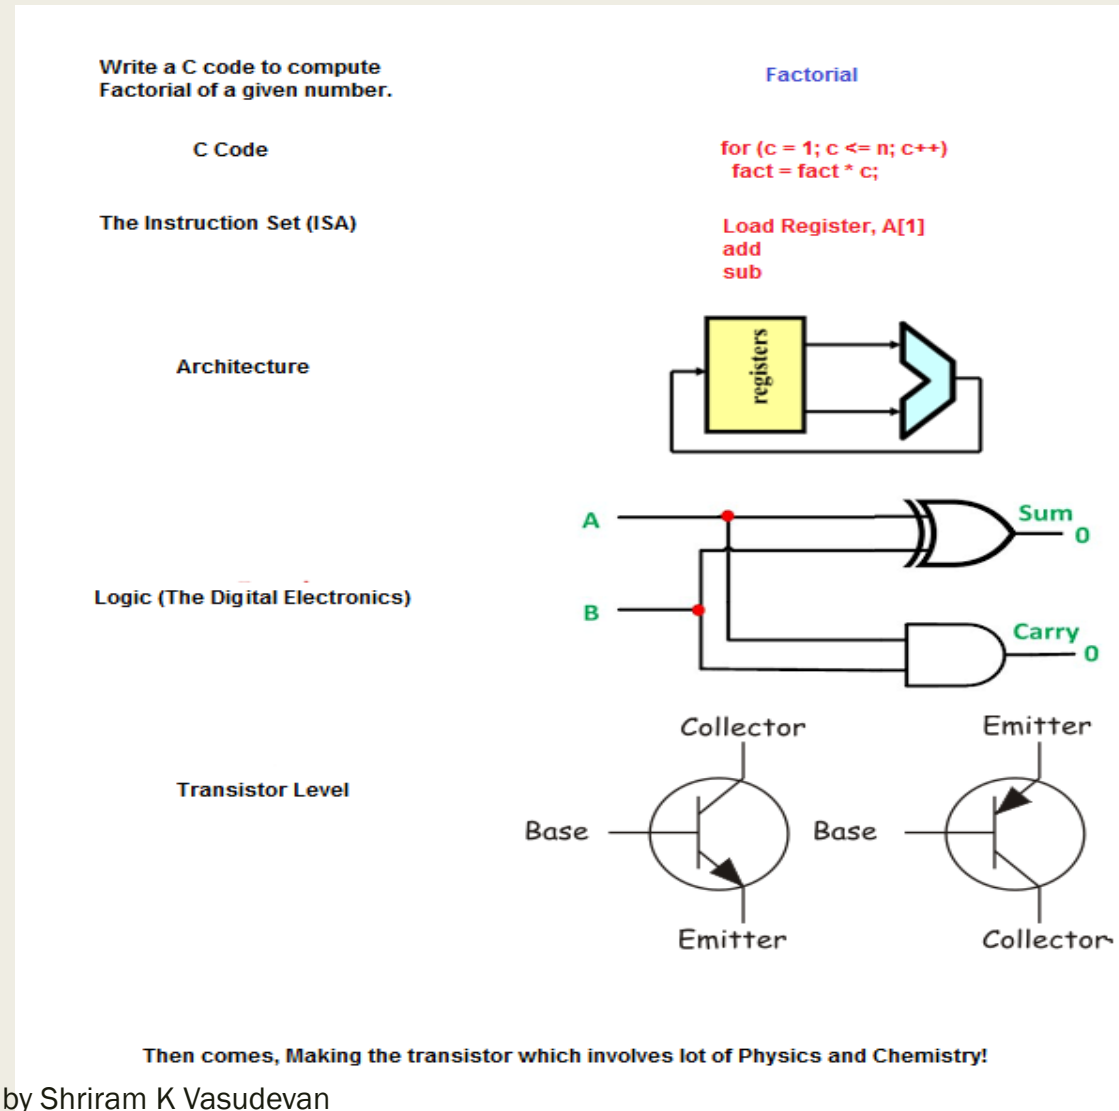 Write a C code to compute
Factorial of a given number.
Factorial
C Code
for (c = 1; c <= n; c++)
fact = fact * c;
The Instruction Set (ISA)
Load Register, A[1]
add
sub
Architecture
registers
A
Sum
0
Logic (The Digital Electronics)
B
Carry
0
Collector
Emitter
Transistor Level
Base
Base
Emitter
Collector
Then comes, Making the transistor which involves lot of Physics and Chemistry!
by Shriram K Vasudevan